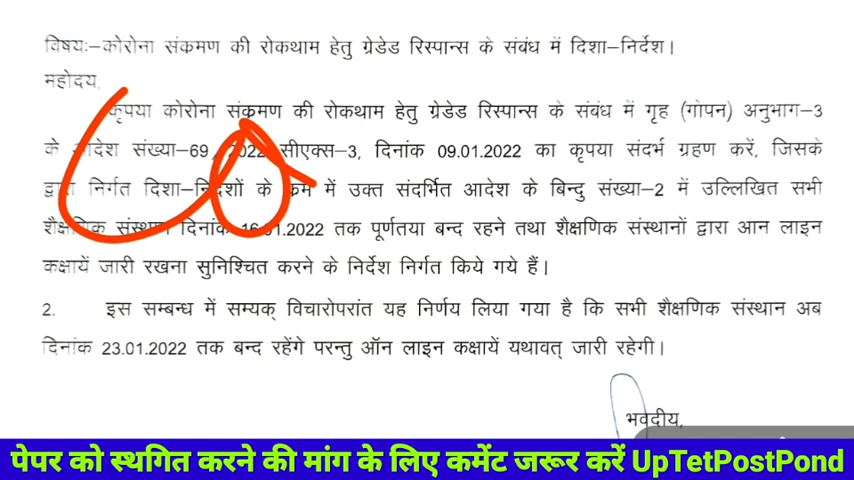 विषयः-कोरोना संक्रमण की रोकथाम हेतु ग्रेडेड रिस्पान्स के संबंध में दिशा-निर्देश।
महोदय,
कृपया कोरोना संक्रमण की रोकथाम हेतु ग्रेडेड रिस्पान्स के संबंध में गृह (गोपन) अनुभाग-3
के आदेश संख्या-69 2022 सीएक्स-3, दिनांक 09.01.2022 का कृपया संदर्भ ग्रहण करें, जिसके
द्वारा निर्गत दिशा-निर्देशों के क्रम में उक्त संदर्भित आदेश के बिन्दु संख्या-2 में उल्लिखित सभी
शैक्षणिक संस्थान दिनांक 16.01.2022 तक पूर्णतया बन्द रहने तथा शैक्षणिक संस्थानों द्वारा आन लाइन
कक्षायें जारी रखना सुनिश्चित करने के निर्देश निर्गत किये गये हैं।
2. इस सम्बन्ध में सम्यक् विचारोपरांत यह निर्णय लिया गया है कि सभी शैक्षणिक संस्थान अब
दिनांक 23.01.2022 तक बन्द रहेंगे परन्तु ऑन लाइन कक्षायें यथावत् जारी रहेगी।
भवदीय,
पेपर को स्थगित करने की मांग के लिए कमेंट जरूर करें UpTetPostPond